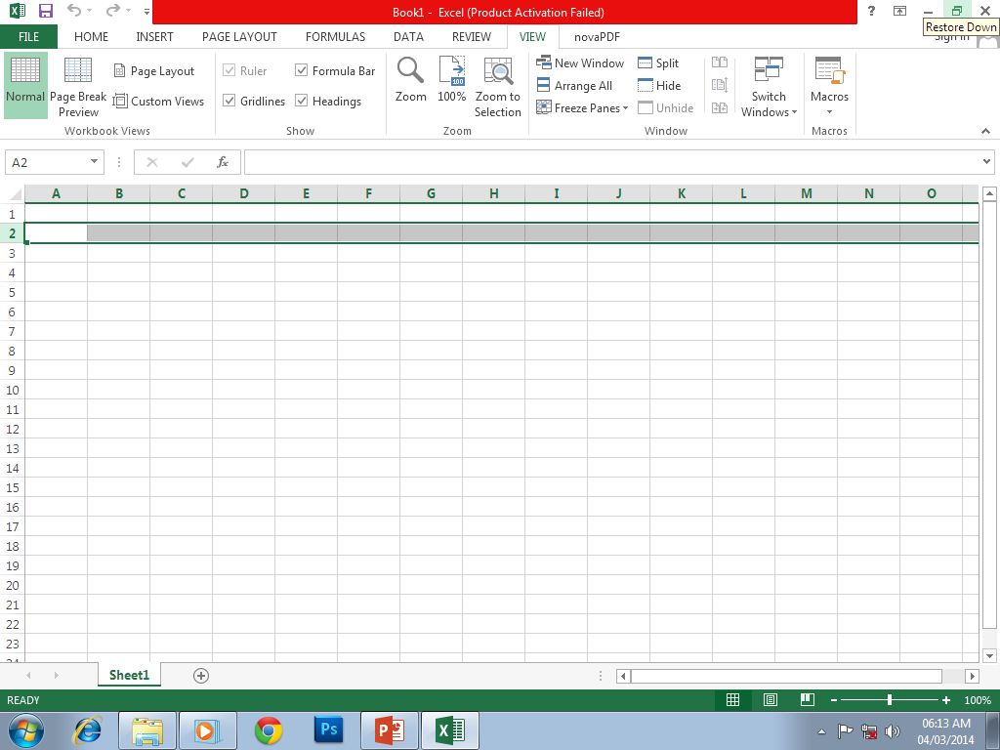 Book1 - Excel (Product Activation Failed)
?
Restore Down
FILE HOME INSERT PAGE LAYOUT FORMULAS DATA REVIEW VIEW novaPDF Sign in
Normal
Page Break Preview
Page Layout
Custom Views
Workbook Views
Ruler
Formula Bar
Gridlines
Headings
Show
Zoom
100%
Zoom to Selection
Zoom
New Window
Arrange All
Freeze Panes
Split
Hide
Unhide
Window
Switch Windows
Macros
Macros
A2
fx
A B C D E F G H I J K L M N O
1
2
3
4
5
6
7
8
9
10
11
12
13
14
15
16
17
18
19
20
21
22
23
24
Sheet1
READY
100%
Ps
06:13 AM
04/03/2014